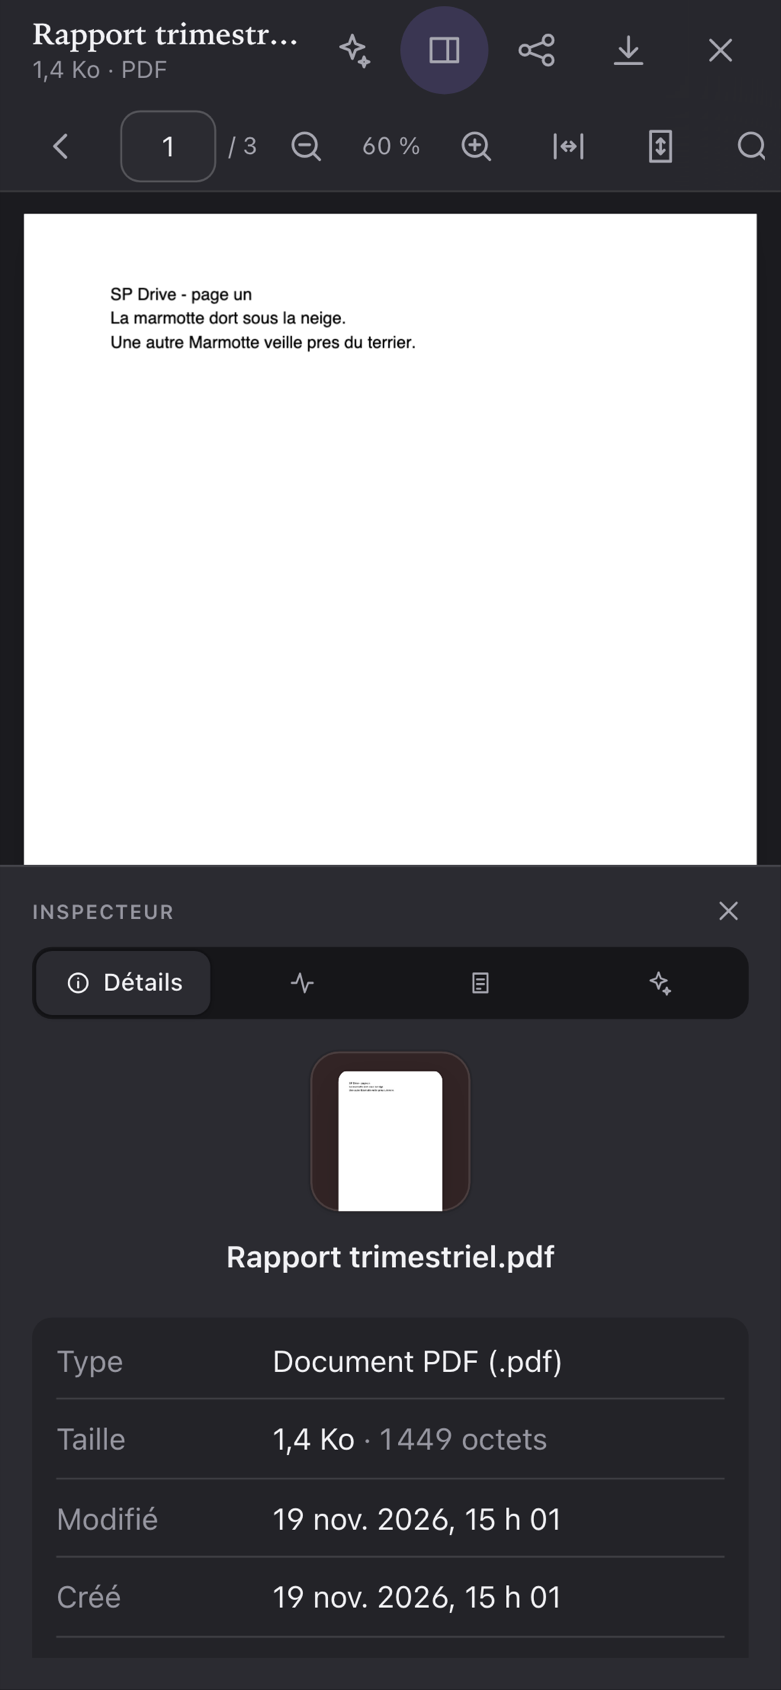 Rapport trimestr…
1,4 Ko · PDF
1 / 3 60 %
SP Drive - page un
La marmotte dort sous la neige.
Une autre Marmotte veille pres du terrier.
INSPECTEUR
Détails
Rapport trimestriel.pdf
Type Document PDF (.pdf)
Taille 1,4 Ko · 1 449 octets
Modifié 19 nov. 2026, 15 h 01
Créé 19 nov. 2026, 15 h 01